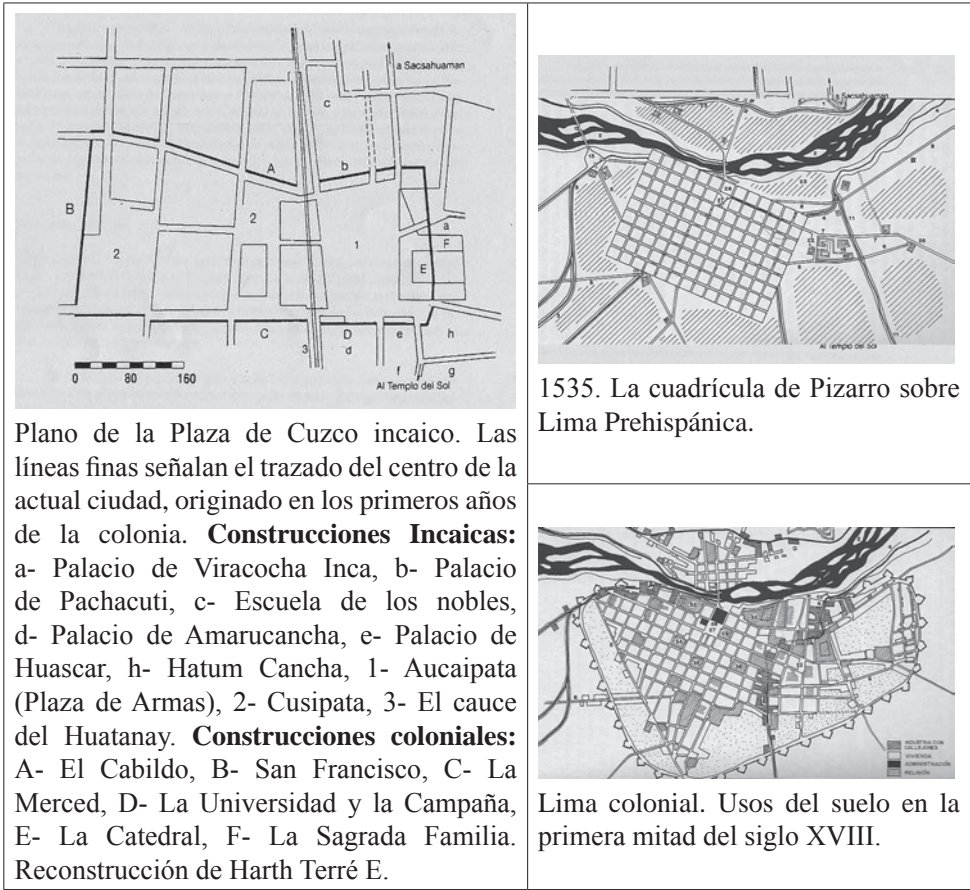 a Sacsahuaman
c
A
b
B
2
2
1
a
F
E
C
D
e
h
3
d
f
g
0 80 160
Al Templo del Sol
Plano de la Plaza de Cuzco incaico. Las
líneas finas señalan el trazado del centro de la
actual ciudad, originado en los primeros años
de la colonia. Construcciones Incaicas:
a- Palacio de Viracocha Inca, b- Palacio
de Pachacuti, c- Escuela de los nobles,
d- Palacio de Amarucancha, e- Palacio de
Huascar, h- Hatum Cancha, 1- Aucaipata
(Plaza de Armas), 2- Cusipata, 3- El cauce
del Huatanay. Construcciones coloniales:
A- El Cabildo, B- San Francisco, C- La
Merced, D- La Universidad y la Campaña,
E- La Catedral, F- La Sagrada Familia.
Reconstrucción de Harth Terré E.
a Sacsahuaman
Al Templo del Sol
1535. La cuadrícula de Pizarro sobre
Lima Prehispánica.
INDUSTRIA CON
CALLEJONES
VIVIENDA
ADMINISTRACIÓN
RELIGIÓN
Lima colonial. Usos del suelo en la
primera mitad del siglo XVIII.